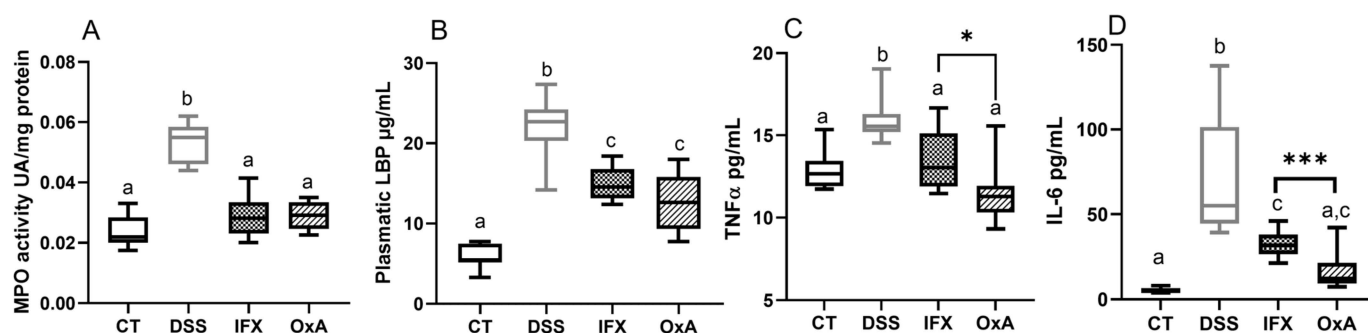 A
MPO activity UA/mg protein
0.08
0.06
0.04
0.02
0.00
a
b
a
a
CT DSS IFX OxA
B
Plasmatic LBP µg/mL
30
20
10
0
a
b
c
c
CT DSS IFX OxA
C
TNFα pg/mL
20
15
10
5
a
b
a
*
a
CT DSS IFX OxA
D
IL-6 pg/mL
150
100
50
0
a
b
c
***
a,c
CT DSS IFX OxA